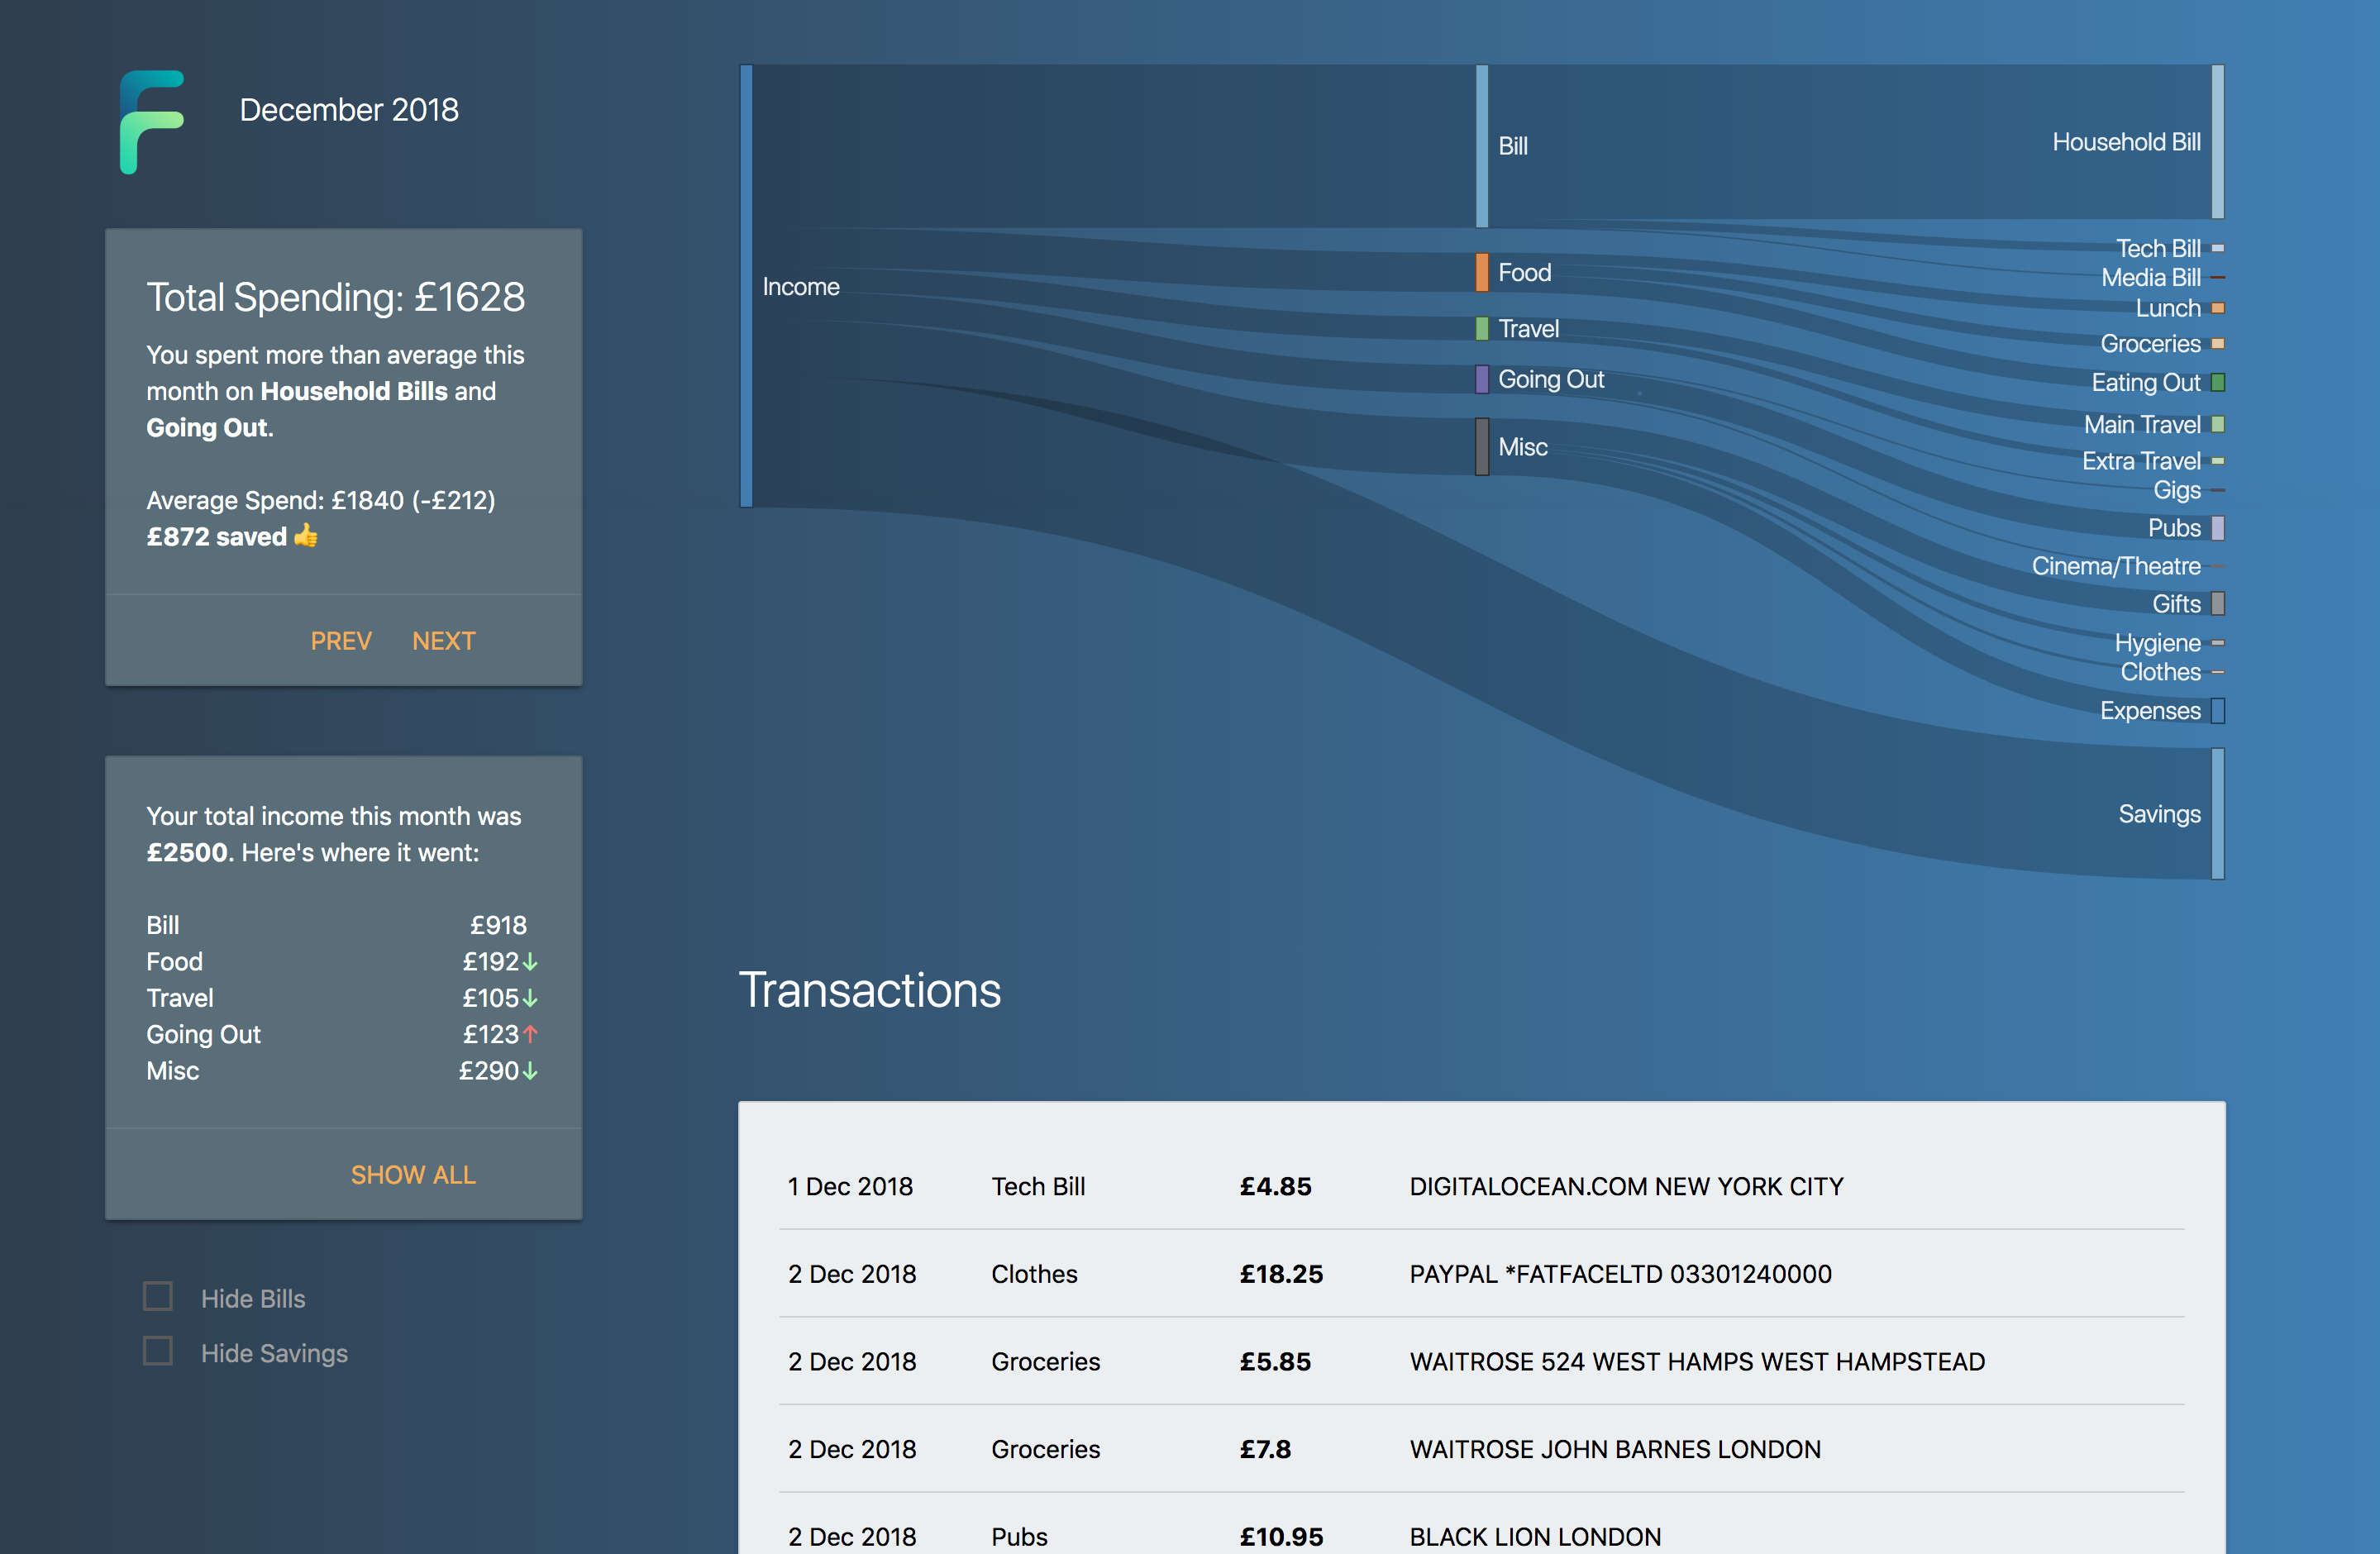 December 2018
Total Spending: £1628
You spent more than average this
month on Household Bills and
Going Out.
Average Spend: £1840 (-£212)
£872 saved 👍
PREV NEXT
Your total income this month was
£2500. Here's where it went:
Bill £918
Food £192↓
Travel £105↓
Going Out £123↑
Misc £290↓
SHOW ALL
Hide Bills
Hide Savings
Income
Bill
Food
Travel
Going Out
Misc
Household Bill
Tech Bill
Media Bill
Lunch
Groceries
Eating Out
Main Travel
Extra Travel
Gigs
Pubs
Cinema/Theatre
Gifts
Hygiene
Clothes
Expenses
Savings
Transactions
1 Dec 2018 Tech Bill £4.85 DIGITALOCEAN.COM NEW YORK CITY
2 Dec 2018 Clothes £18.25 PAYPAL *FATFACELTD 03301240000
2 Dec 2018 Groceries £5.85 WAITROSE 524 WEST HAMPS WEST HAMPSTEAD
2 Dec 2018 Groceries £7.8 WAITROSE JOHN BARNES LONDON
2 Dec 2018 Pubs £10.95 BLACK LION LONDON